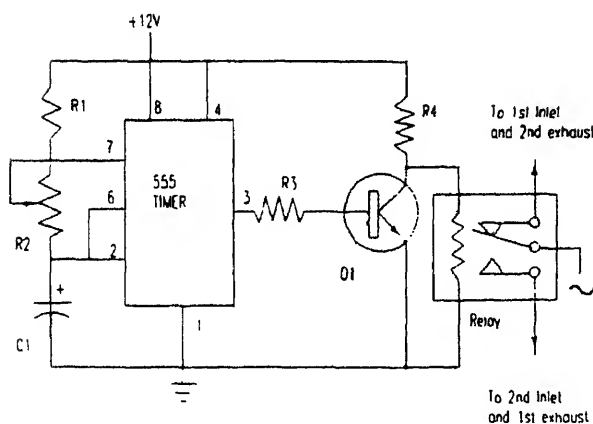 +12V
R1
8
4
R4
To 1st Inlet
and 2nd exhaust
7
555
TIMER
6
3
R3
R2
2
Q1
+
C1
1
Relay
To 2nd Inlet
and 1st exhaust